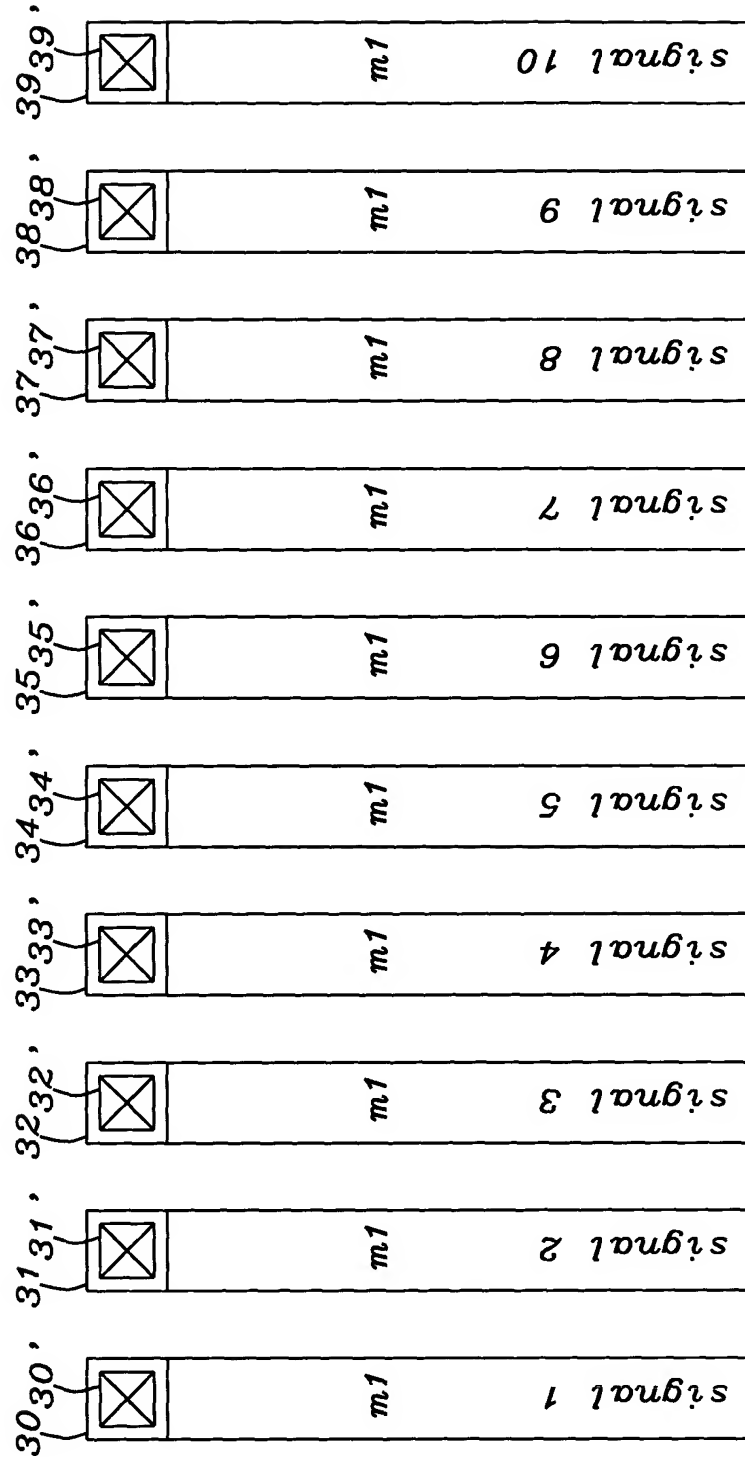 39 39' m1 signal 10
38 38' m1 signal 9
37 37' m1 signal 8
36 36' m1 signal 7
35 35' m1 signal 6
34 34' m1 signal 5
33 33' m1 signal 4
32 32' m1 signal 3
31 31' m1 signal 2
30 30' m1 signal 1